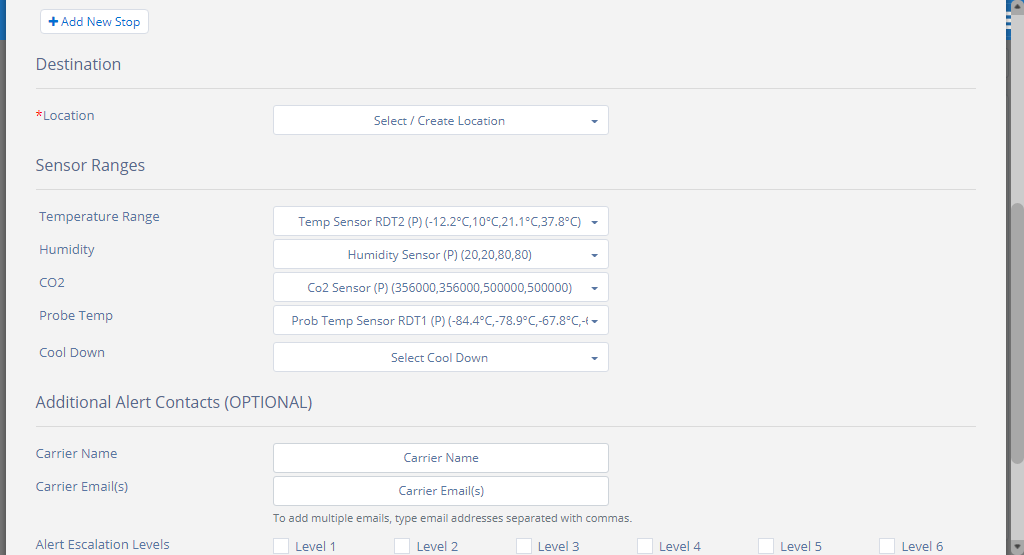 Add New Stop
Destination
*Location
Select / Create Location
Sensor Ranges
Temperature Range
Temp Sensor RDT2 (P) (-12.2°C,10°C,21.1°C,37.8°C)
Humidity
Humidity Sensor (P) (20,20,80,80)
CO2
Co2 Sensor (P) (356000,356000,500000,500000)
Probe Temp
Prob Temp Sensor RDT1 (P) (-84.4°C,-78.9°C,-67.8°C,-
Cool Down
Select Cool Down
Additional Alert Contacts (OPTIONAL)
Carrier Name
Carrier Name
Carrier Email(s)
Carrier Email(s)
To add multiple emails, type email addresses separated with commas.
Alert Escalation Levels
Level 1
Level 2
Level 3
Level 4
Level 5
Level 6